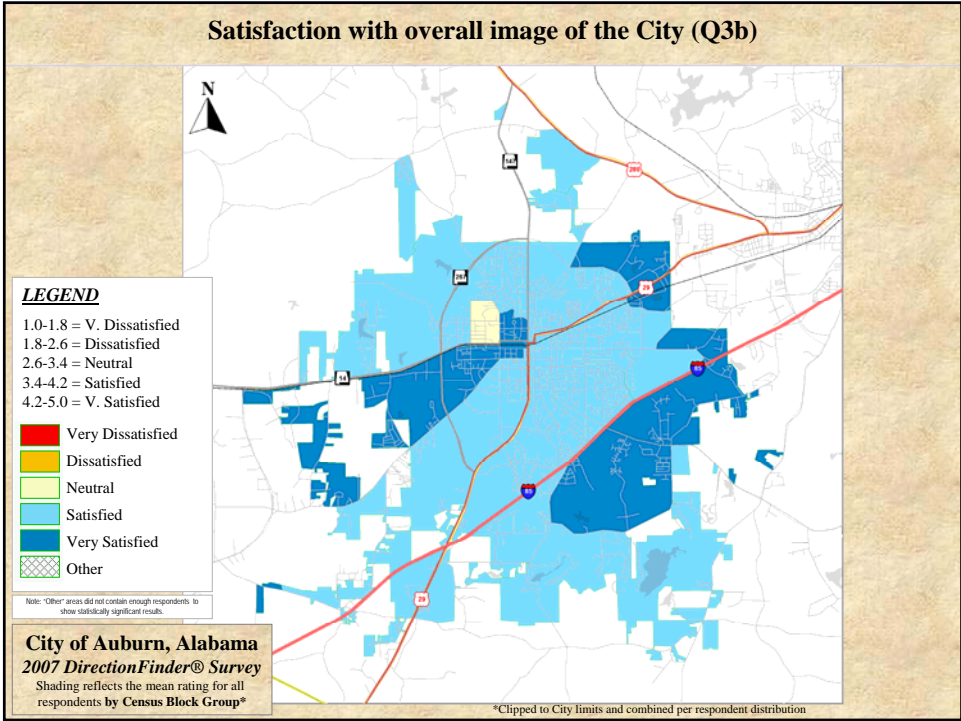 Satisfaction with overall image of the City (Q3b)
N
147
280
267
29
14
85
85
29
LEGEND
1.0-1.8 = V. Dissatisfied
1.8-2.6 = Dissatisfied
2.6-3.4 = Neutral
3.4-4.2 = Satisfied
4.2-5.0 = V. Satisfied
Very Dissatisfied
Dissatisfied
Neutral
Satisfied
Very Satisfied
Other
Note: "Other" areas did not contain enough respondents to
show statistically significant results.
City of Auburn, Alabama
2007 DirectionFinder® Survey
Shading reflects the mean rating for all
respondents by Census Block Group*
*Clipped to City limits and combined per respondent distribution